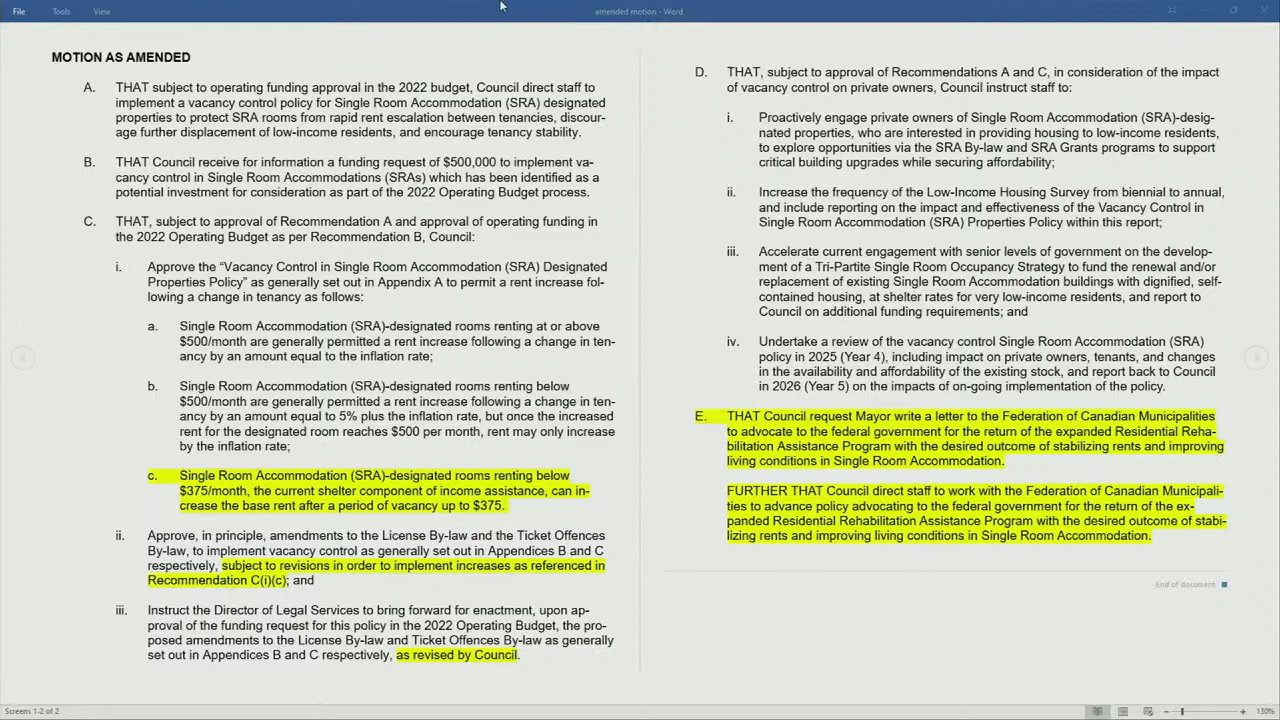 File Tools View amended motion - Word
MOTION AS AMENDED
A. THAT subject to operating funding approval in the 2022 budget, Council direct staff to
implement a vacancy control policy for Single Room Accommodation (SRA) designated
properties to protect SRA rooms from rapid rent escalation between tenancies, discour-
age further displacement of low-income residents, and encourage tenancy stability.
B. THAT Council receive for information a funding request of $500,000 to implement va-
cancy control in Single Room Accommodations (SRAs) which has been identified as a
potential investment for consideration as part of the 2022 Operating Budget process.
C. THAT, subject to approval of Recommendation A and approval of operating funding in
the 2022 Operating Budget as per Recommendation B, Council:
i. Approve the “Vacancy Control in Single Room Accommodation (SRA) Designated
Properties Policy” as generally set out in Appendix A to permit a rent increase fol-
lowing a change in tenancy as follows:
a. Single Room Accommodation (SRA)-designated rooms renting at or above
$500/month are generally permitted a rent increase following a change in ten-
ancy by an amount equal to the inflation rate;
b. Single Room Accommodation (SRA)-designated rooms renting below
$500/month are generally permitted a rent increase following a change in ten-
ancy by an amount equal to 5% plus the inflation rate, but once the increased
rent for the designated room reaches $500 per month, rent may only increase
by the inflation rate;
c. Single Room Accommodation (SRA)-designated rooms renting below
$375/month, the current shelter component of income assistance, can in-
crease the base rent after a period of vacancy up to $375.
ii. Approve, in principle, amendments to the License By-law and the Ticket Offences
By-law, to implement vacancy control as generally set out in Appendices B and C
respectively, subject to revisions in order to implement increases as referenced in
Recommendation C(i)(c); and
iii. Instruct the Director of Legal Services to bring forward for enactment, upon ap-
proval of the funding request for this policy in the 2022 Operating Budget, the pro-
posed amendments to the License By-law and Ticket Offences By-law as generally
set out in Appendices B and C respectively, as revised by Council.
D. THAT, subject to approval of Recommendations A and C, in consideration of the impact
of vacancy control on private owners, Council instruct staff to:
i. Proactively engage private owners of Single Room Accommodation (SRA)-desig-
nated properties, who are interested in providing housing to low-income residents,
to explore opportunities via the SRA By-law and SRA Grants programs to support
critical building upgrades while securing affordability;
ii. Increase the frequency of the Low-Income Housing Survey from biennial to annual,
and include reporting on the impact and effectiveness of the Vacancy Control in
Single Room Accommodation (SRA) Properties Policy within this report;
iii. Accelerate current engagement with senior levels of government on the develop-
ment of a Tri-Partite Single Room Occupancy Strategy to fund the renewal and/or
replacement of existing Single Room Accommodation buildings with dignified, self-
contained housing, at shelter rates for very low-income residents, and report to
Council on additional funding requirements; and
iv. Undertake a review of the vacancy control Single Room Accommodation (SRA)
policy in 2025 (Year 4), including impact on private owners, tenants, and changes
in the availability and affordability of the existing stock, and report back to Council
in 2026 (Year 5) on the impacts of on-going implementation of the policy.
E. THAT Council request Mayor write a letter to the Federation of Canadian Municipalities
to advocate to the federal government for the return of the expanded Residential Reha-
bilitation Assistance Program with the desired outcome of stabilizing rents and improving
living conditions in Single Room Accommodation.
FURTHER THAT Council direct staff to work with the Federation of Canadian Municipali-
ties to advance policy advocating to the federal government for the return of the ex-
panded Residential Rehabilitation Assistance Program with the desired outcome of stabi-
lizing rents and improving living conditions in Single Room Accommodation.
End of document
Screens 1-2 of 2 130%